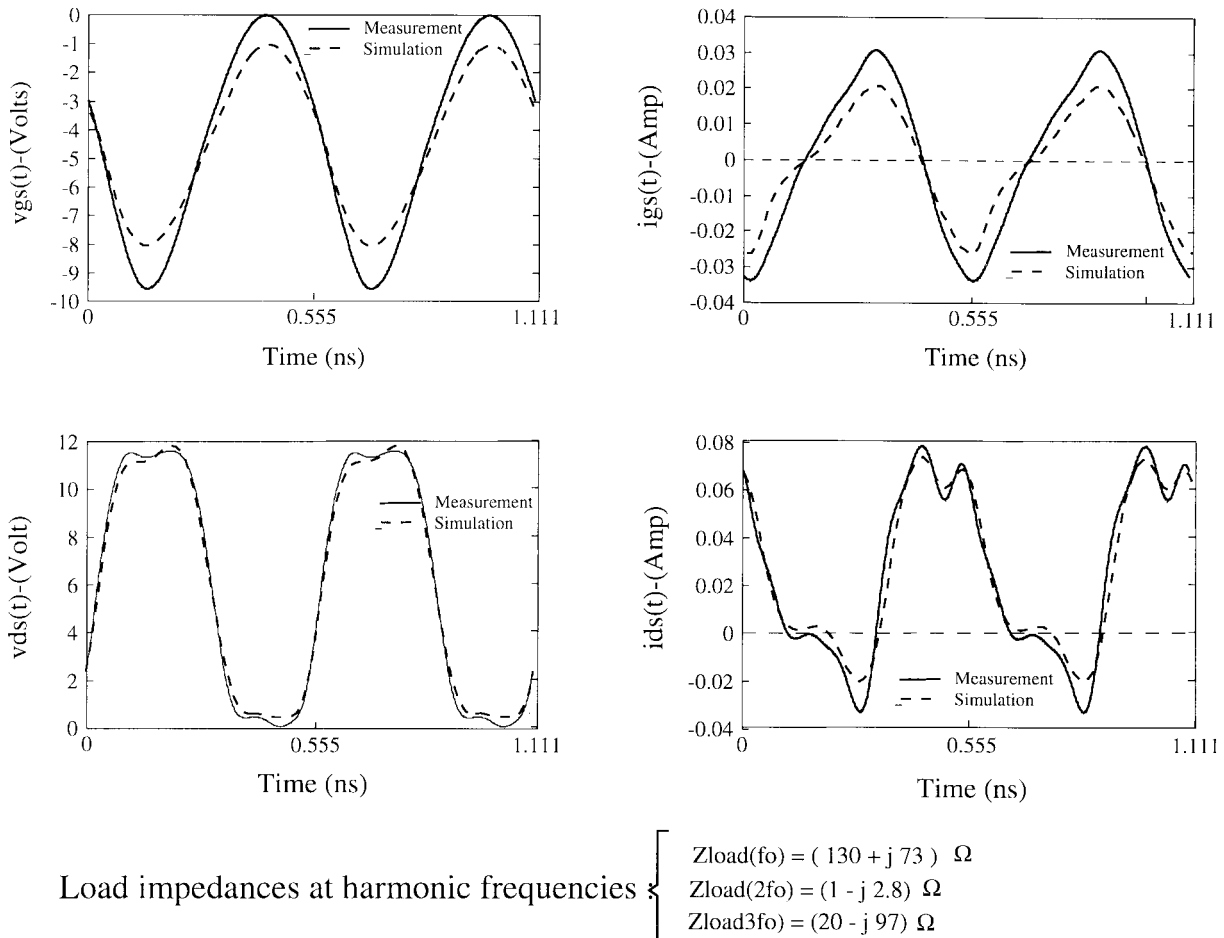 vgs(t)-(Volts)
0
-1
-2
-3
-4
-5
-6
-7
-8
-9
-10
Measurement
Simulation
0 0.555 1.111
Time (ns)
igs(t)-(Amp)
0.04
0.03
0.02
0.01
0
-0.01
-0.02
-0.03
-0.04
Measurement
Simulation
0 0.555 1.111
Time (ns)
vds(t)-(Volt)
12
10
8
6
4
2
0
Measurement
Simulation
0 0.555 1.111
Time (ns)
ids(t)-(Amp)
0.08
0.06
0.04
0.02
0
-0.02
-0.04
Measurement
Simulation
0 0.555 1.111
Time (ns)
Load impedances at harmonic frequencies :
Zload(fo) = ( 130 + j 73 ) Ω
Zload(2fo) = (1 - j 2.8) Ω
Zload3fo) = (20 - j 97) Ω